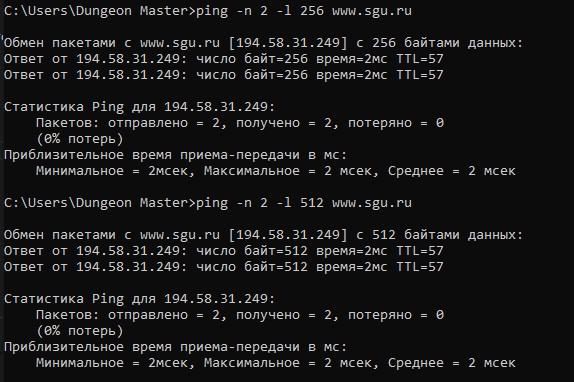 C:\Users\Dungeon Master>ping -n 2 -l 256 www.sgu.ru
Обмен пакетами с www.sgu.ru [194.58.31.249] с 256 байтами данных:
Ответ от 194.58.31.249: число байт=256 время=2мс TTL=57
Ответ от 194.58.31.249: число байт=256 время=2мс TTL=57
Статистика Ping для 194.58.31.249:
Пакетов: отправлено = 2, получено = 2, потеряно = 0
(0% потерь)
Приблизительное время приема-передачи в мс:
Минимальное = 2мсек, Максимальное = 2 мсек, Среднее = 2 мсек
C:\Users\Dungeon Master>ping -n 2 -l 512 www.sgu.ru
Обмен пакетами с www.sgu.ru [194.58.31.249] с 512 байтами данных:
Ответ от 194.58.31.249: число байт=512 время=2мс TTL=57
Ответ от 194.58.31.249: число байт=512 время=2мс TTL=57
Статистика Ping для 194.58.31.249:
Пакетов: отправлено = 2, получено = 2, потеряно = 0
(0% потерь)
Приблизительное время приема-передачи в мс:
Минимальное = 2мсек, Максимальное = 2 мсек, Среднее = 2 мсек